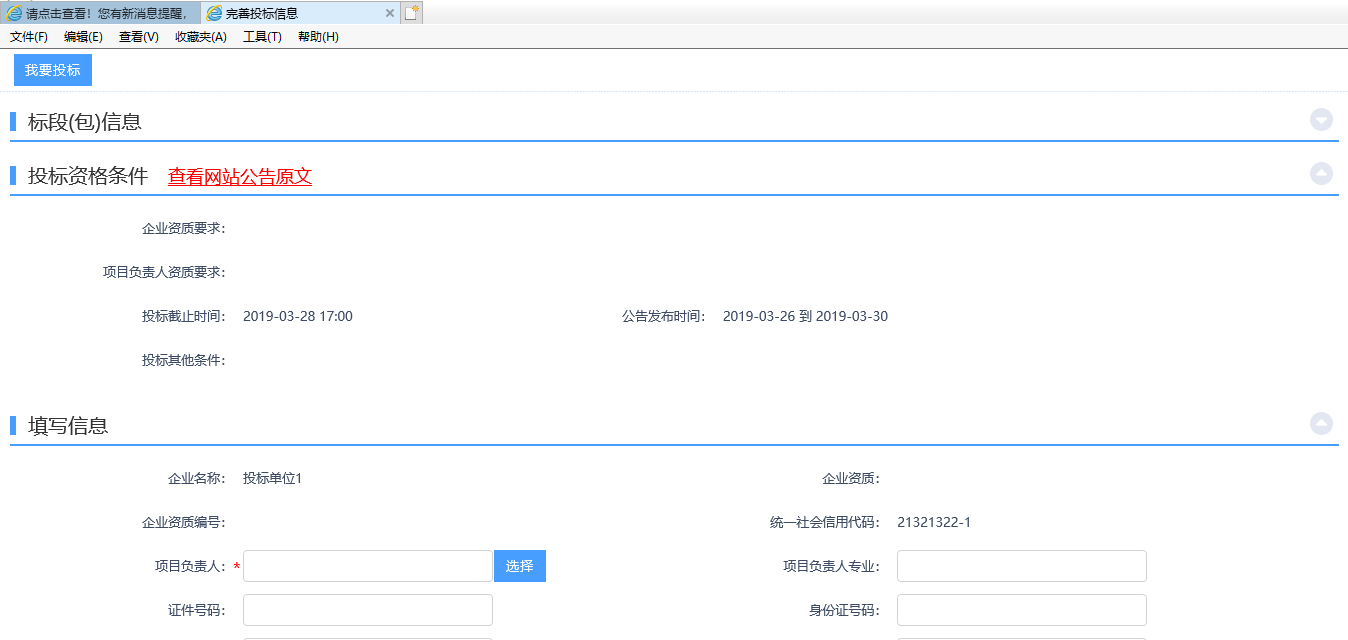 请点击查看！您有新消息提醒， 完善投标信息
文件(F) 编辑(E) 查看(V) 收藏夹(A) 工具(T) 帮助(H)
我要投标
标段(包)信息
投标资格条件 查看网站公告原文
企业资质要求：
项目负责人资质要求：
投标截止时间： 2019-03-28 17:00 公告发布时间： 2019-03-26 到 2019-03-30
投标其他条件：
填写信息
企业名称： 投标单位1 企业资质：
企业资质编号： 统一社会信用代码： 21321322-1
项目负责人：* 选择 项目负责人专业：
证件号码： 身份证号码：